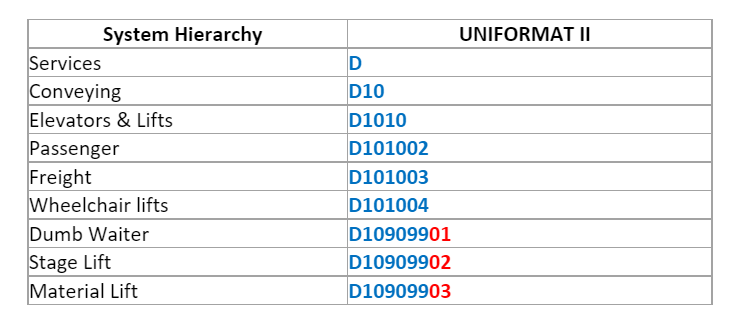 System Hierarchy UNIFORMAT II
Services D
Conveying D10
Elevators & Lifts D1010
Passenger D101002
Freight D101003
Wheelchair lifts D101004
Dumb Waiter D10909901
Stage Lift D10909902
Material Lift D10909903